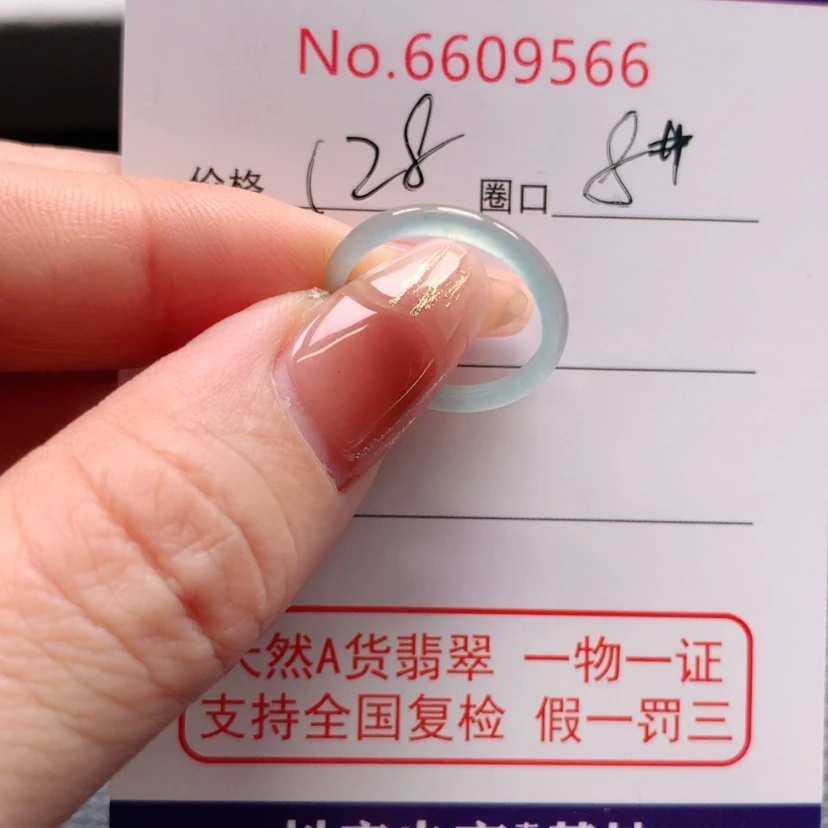 No.6609566
价格 128 圈口 8#
天然A货翡翠 一物一证
支持全国复检 假一罚三